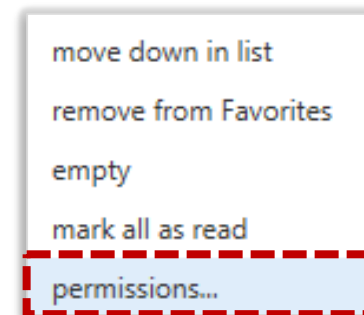 move down in list
remove from Favorites
empty
mark all as read
permissions...